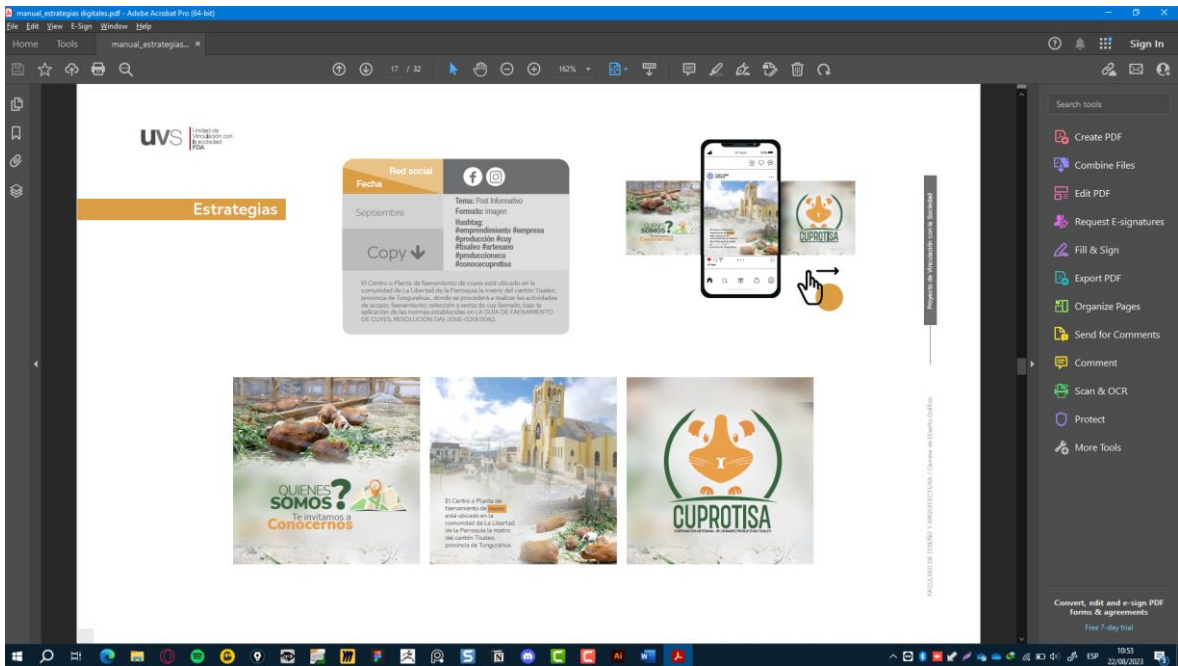 manual_estrategias digitales.pdf - Adobe Acrobat Pro (64-bit)
File Edit View E-Sign Window Help
Home Tools manual_estrategias... ×
Sign In
17 / 32
162%
UVS
Unidad de
Vinculación con
la sociedad
PDA
Estrategias
Red social
Fecha
Septiembre
Copy
Tema: Post Informativo
Formato: imagen
Hashtag:
#emprendimiento #empresa
#producción #cuy
#tisaleo #artesano
#produccionecu
#conocecuprotisa
El Centro o Planta de faenamiento de cuyes está ubicado en la
comunidad de La Libertad de la Parroquia la matriz del cantón Tisaleo,
provincia de Tungurahua, donde se procederá a realizar las actividades
de acopio, faenamiento, selección y venta de cuy faenado, bajo la
aplicación de las normas establecidas en LA GUIA DE FAENAMIENTO
DE CUYES, RESOLUCIÓN
QUIENES
SOMOS?
CUPROTISA
Proyecto de Vinculación con la Sociedad
FACULTAD DE DISEÑO Y ARQUITECTURA / Carrera de Diseño Gráfico
QUIENES
SOMOS?
Te invitamos a
Conócernos
El Centro o Planta de
faenamiento de cuyes
está ubicado en la
comunidad de La Libertad
de la Parroquia la matriz
del cantón Tisaleo,
provincia de Tungurahua.
CUPROTISA
Search tools
Create PDF
Combine Files
Edit PDF
Request E-signatures
Fill & Sign
Export PDF
Organize Pages
Send for Comments
Comment
Scan & OCR
Protect
More Tools
Convert, edit and e-sign PDF
forms & agreements
Free 7-day trial
ESP
10:53
22/08/2023